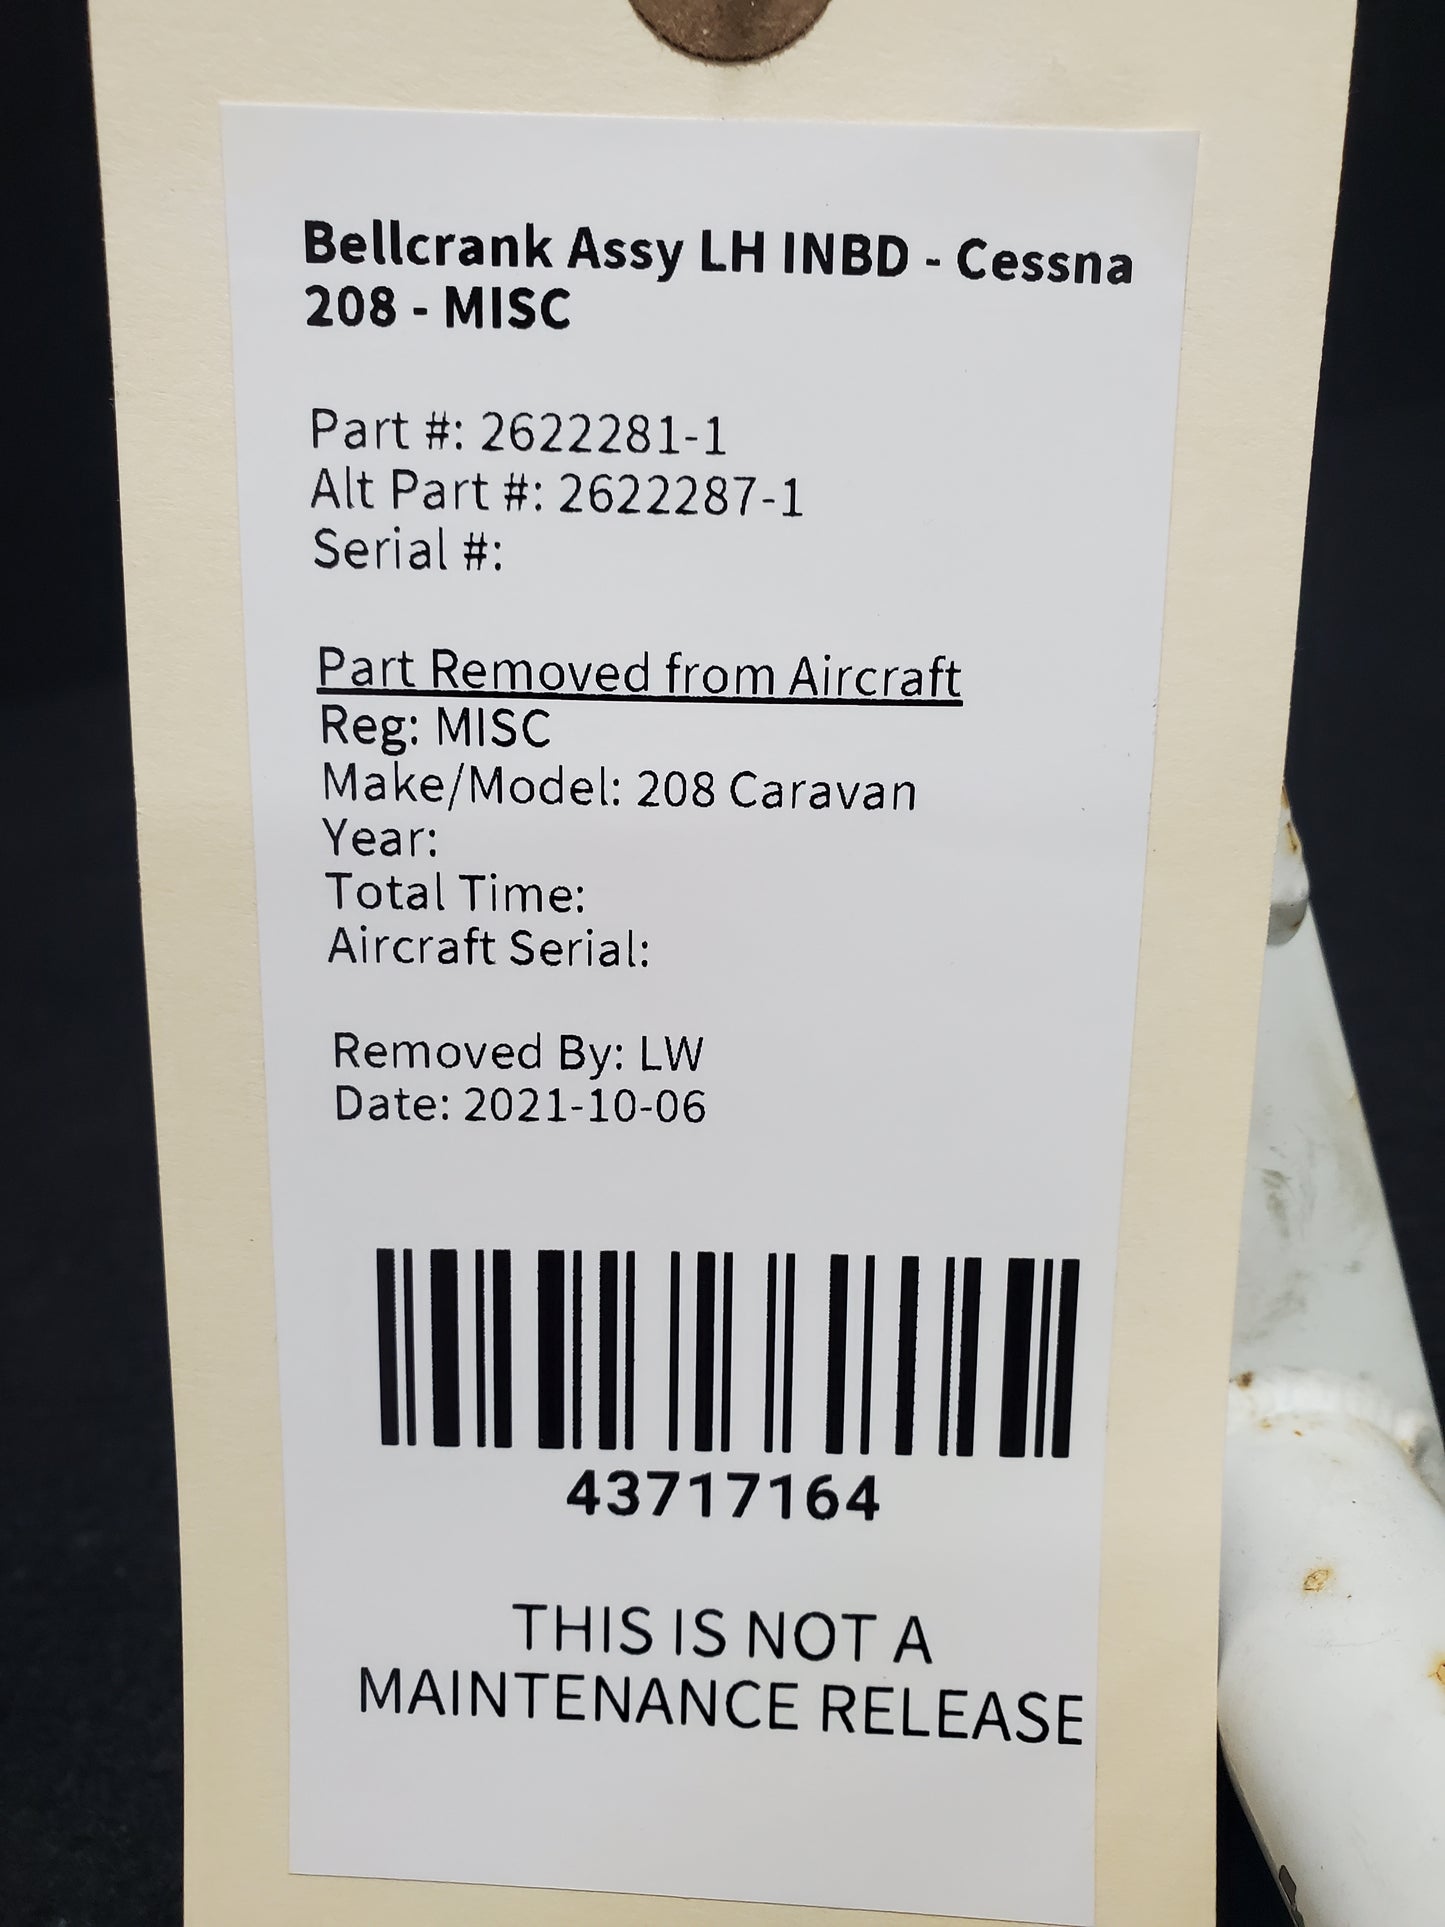 Bellcrank Assy LH INBD - Cessna
208 - MISC
Part #: 2622281-1
Alt Part #: 2622287-1
Serial #:
Part Removed from Aircraft
Reg: MISC
Make/Model: 208 Caravan
Year:
Total Time:
Aircraft Serial:
Removed By: LW
Date: 2021-10-06
43717164
THIS IS NOT A
MAINTENANCE RELEASE